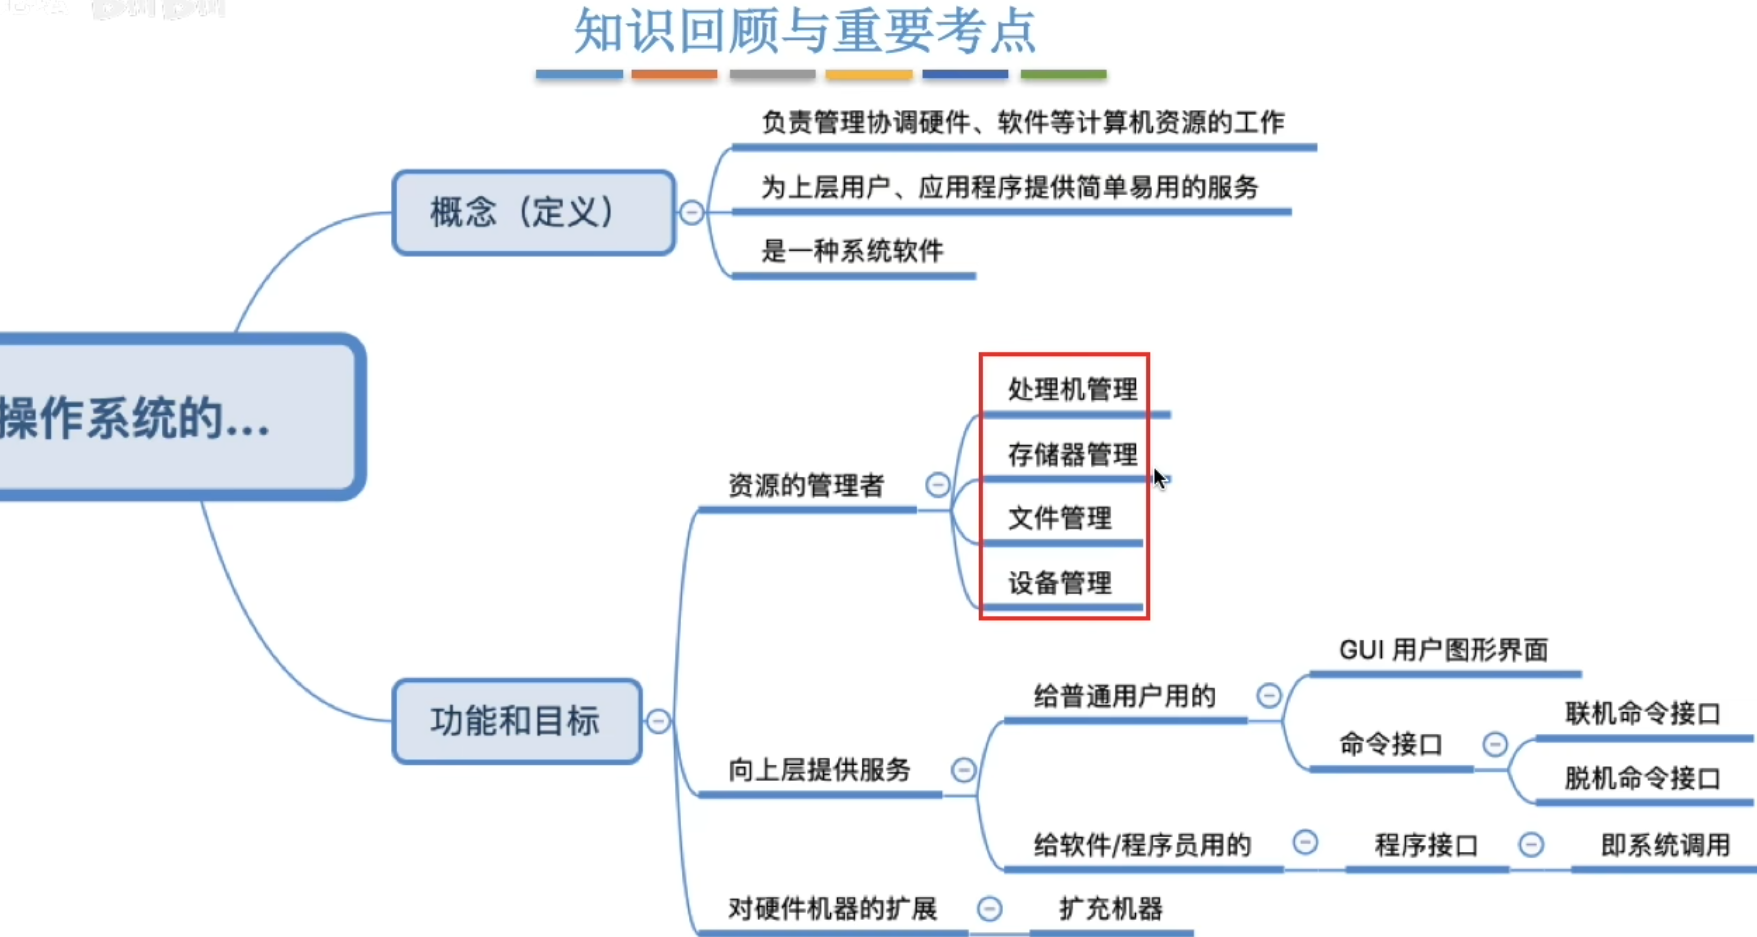 知识回顾与重要考点
负责管理协调硬件、软件等计算机资源的工作
为上层用户、应用程序提供简单易用的服务
概念（定义）
是一种系统软件
操作系统的...
处理机管理
存储器管理
资源的管理者
文件管理
设备管理
功能和目标
GUI 用户图形界面
给普通用户用的
联机命令接口
命令接口
脱机命令接口
向上层提供服务
给软件/程序员用的
程序接口
即系统调用
对硬件机器的扩展
扩充机器